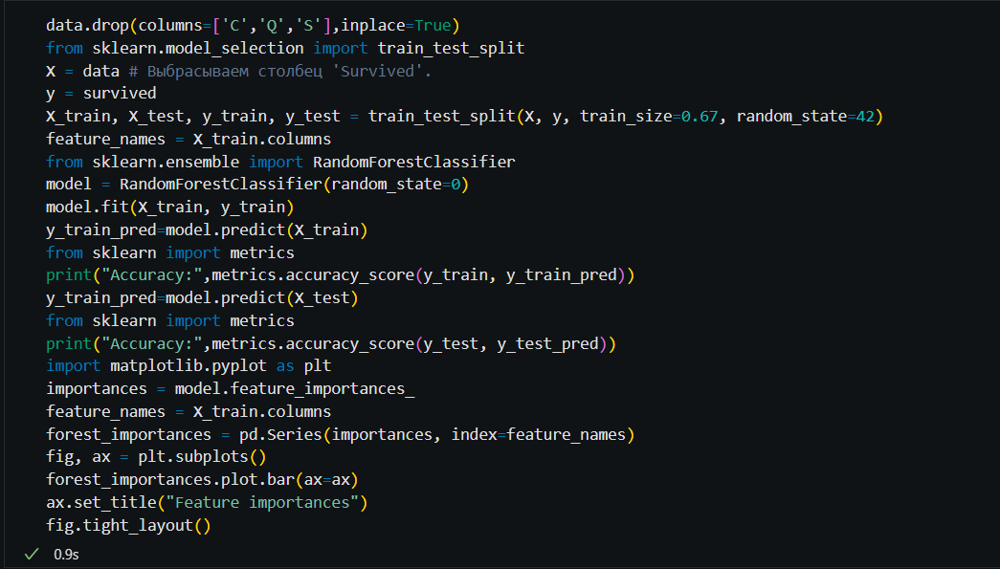 data.drop(columns=['C','Q','S'],inplace=True)
from sklearn.model_selection import train_test_split
X = data # Выбрасываем столбец 'Survived'.
y = survived
X_train, X_test, y_train, y_test = train_test_split(X, y, train_size=0.67, random_state=42)
feature_names = X_train.columns
from sklearn.ensemble import RandomForestClassifier
model = RandomForestClassifier(random_state=0)
model.fit(X_train, y_train)
y_train_pred=model.predict(X_train)
from sklearn import metrics
print("Accuracy:",metrics.accuracy_score(y_train, y_train_pred))
y_train_pred=model.predict(X_test)
from sklearn import metrics
print("Accuracy:",metrics.accuracy_score(y_test, y_test_pred))
import matplotlib.pyplot as plt
importances = model.feature_importances_
feature_names = X_train.columns
forest_importances = pd.Series(importances, index=feature_names)
fig, ax = plt.subplots()
forest_importances.plot.bar(ax=ax)
ax.set_title("Feature importances")
fig.tight_layout()
0.9s